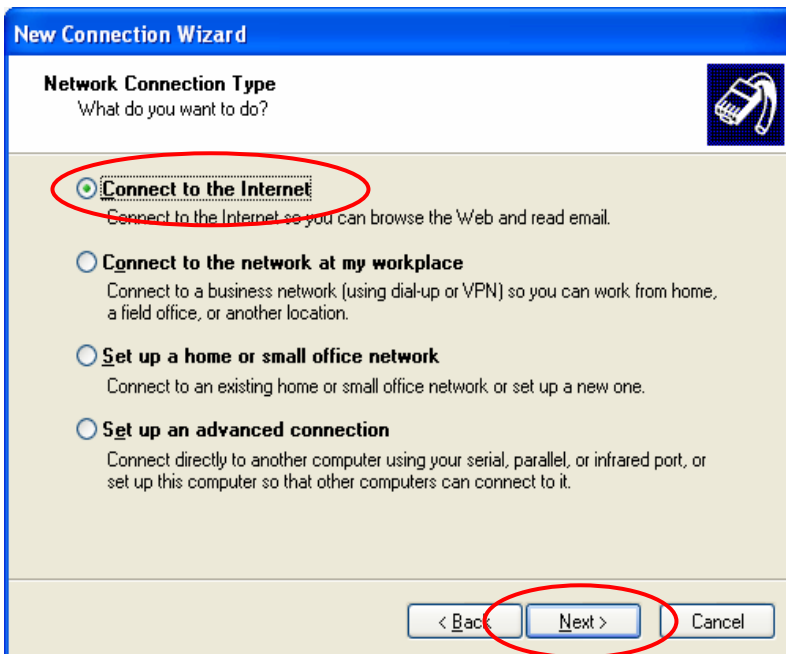 New Connection Wizard
Network Connection Type
What do you want to do?
Connect to the Internet
Connect to the Internet so you can browse the Web and read email.
Connect to the network at my workplace
Connect to a business network (using dial-up or VPN) so you can work from home,
a field office, or another location.
Set up a home or small office network
Connect to an existing home or small office network or set up a new one.
Set up an advanced connection
Connect directly to another computer using your serial, parallel, or infrared port, or
set up this computer so that other computers can connect to it.
< Back Next > Cancel